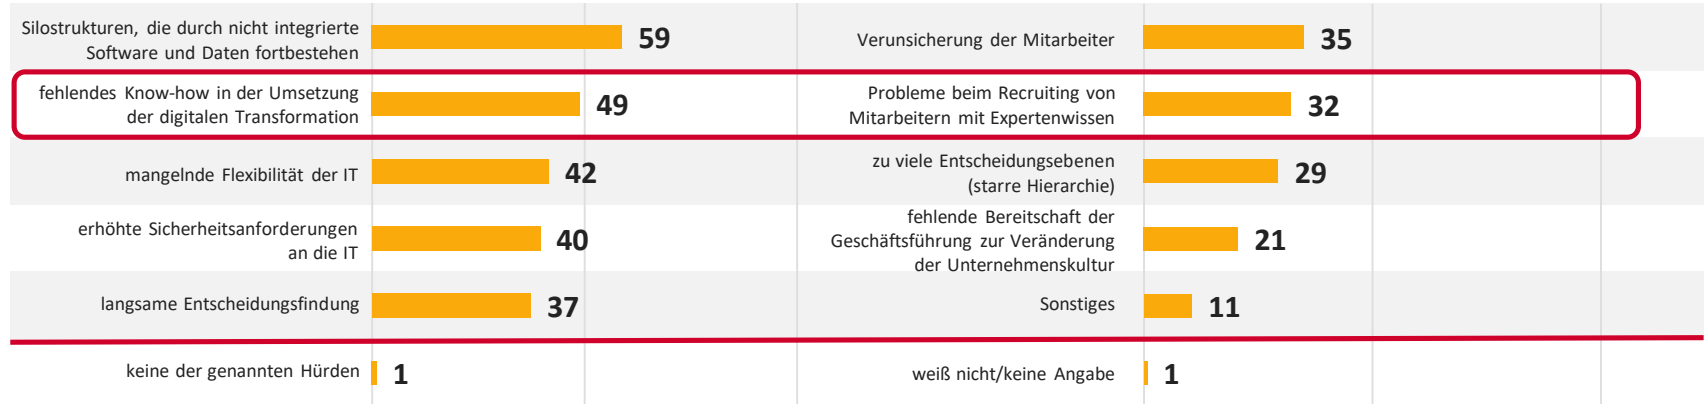 Silostrukturen, die durch nicht integrierte
Software und Daten fortbestehen
59
fehlendes Know-how in der Umsetzung
der digitalen Transformation
49
mangelnde Flexibilität der IT
42
erhöhte Sicherheitsanforderungen
an die IT
40
langsame Entscheidungsfindung
37
keine der genannten Hürden
1
Verunsicherung der Mitarbeiter
35
Probleme beim Recruiting von
Mitarbeitern mit Expertenwissen
32
zu viele Entscheidungsebenen
(starre Hierarchie)
29
fehlende Bereitschaft der
Geschäftsführung zur Veränderung
der Unternehmenskultur
21
Sonstiges
11
weiß nicht/keine Angabe
1